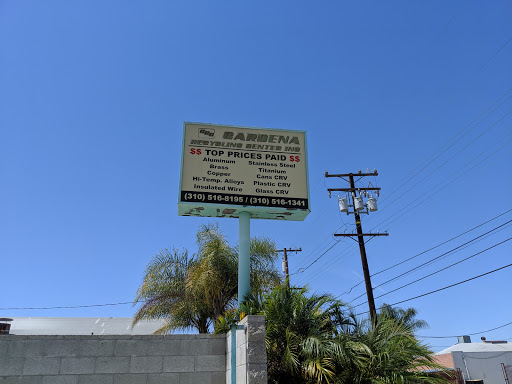 GARDENA
RECYCLING CENTER INC
$$ TOP PRICES PAID $$
Aluminum Stainless Steel
Brass Titanium
Copper Cans CRV
Hi-Temp. Alloys Plastic CRV
Insulated Wire Glass CRV
(310) 516-8195 / (310) 516-1341